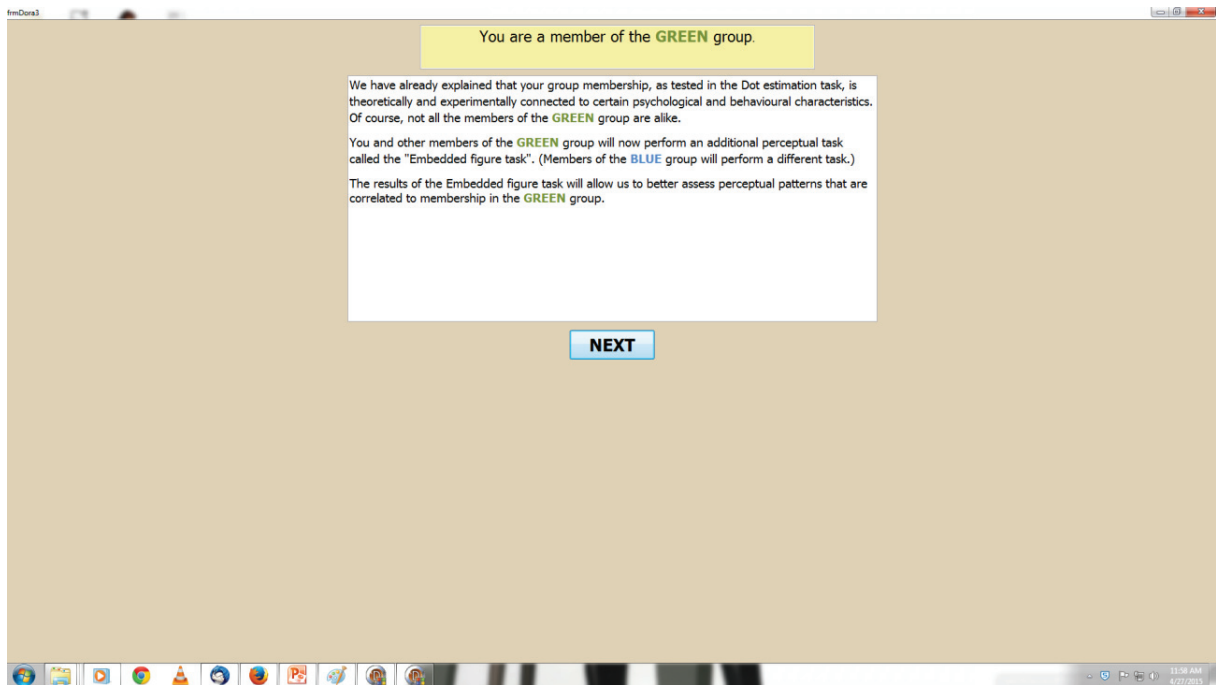 frmDora3
You are a member of the GREEN group.
We have already explained that your group membership, as tested in the Dot estimation task, is
theoretically and experimentally connected to certain psychological and behavioural characteristics.
Of course, not all the members of the GREEN group are alike.
You and other members of the GREEN group will now perform an additional perceptual task
called the "Embedded figure task". (Members of the BLUE group will perform a different task.)
The results of the Embedded figure task will allow us to better assess perceptual patterns that are
correlated to membership in the GREEN group.
NEXT
11:58 AM
4/27/2015